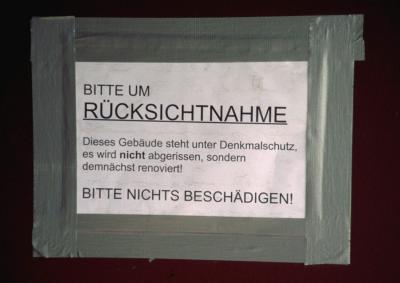 BITTE UM
RÜCKSICHTNAHME
Dieses Gebäude steht unter Denkmalschutz,
es wird nicht abgerissen, sondern
demnächst renoviert!
BITTE NICHTS BESCHÄDIGEN!